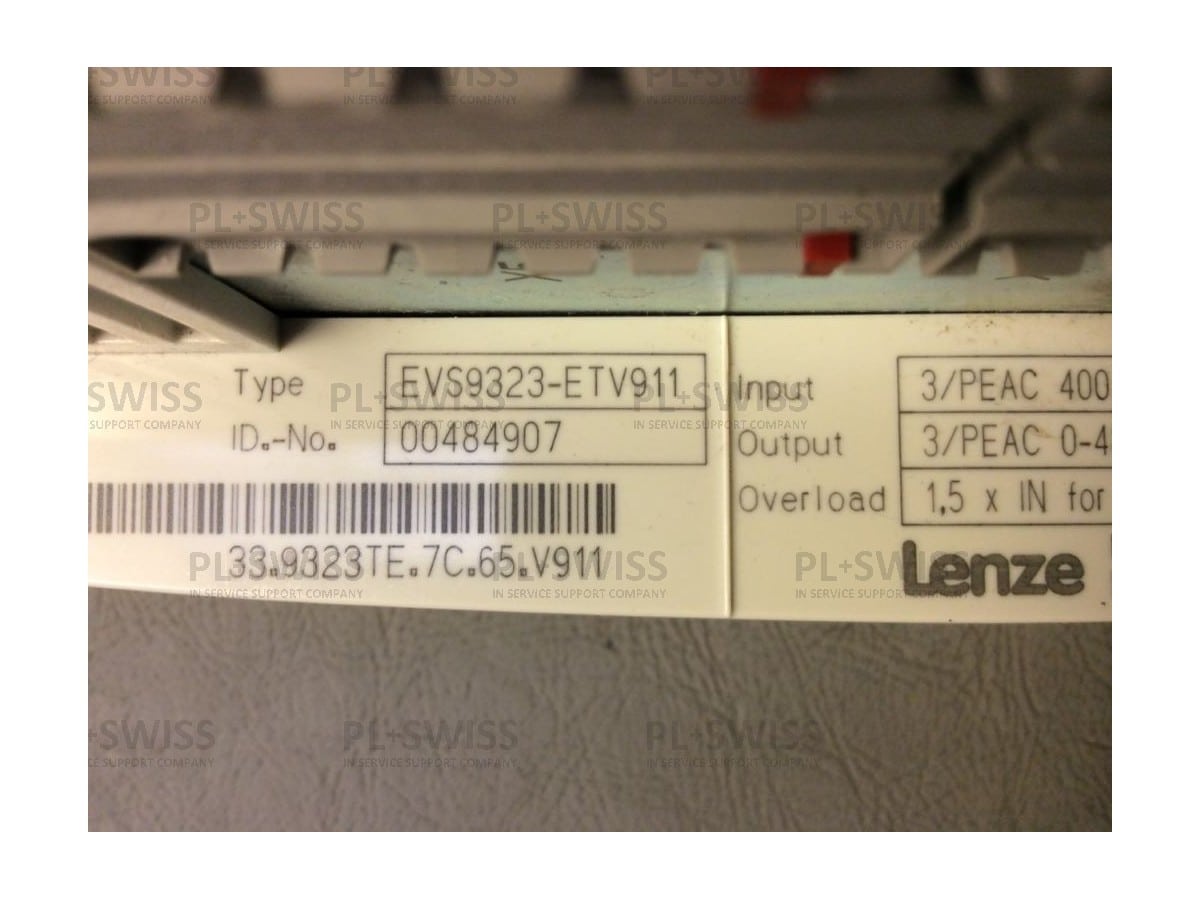 Type EVS9323-ETV911
ID.-No. 00484907
33.9323TE.7C.65.V911
Input 3/PEAC 400
Output 3/PEAC 0-4
Overload 1,5 x IN for
Lenze
PL+SWISS
IN SERVICE SUPPORT COMPANY